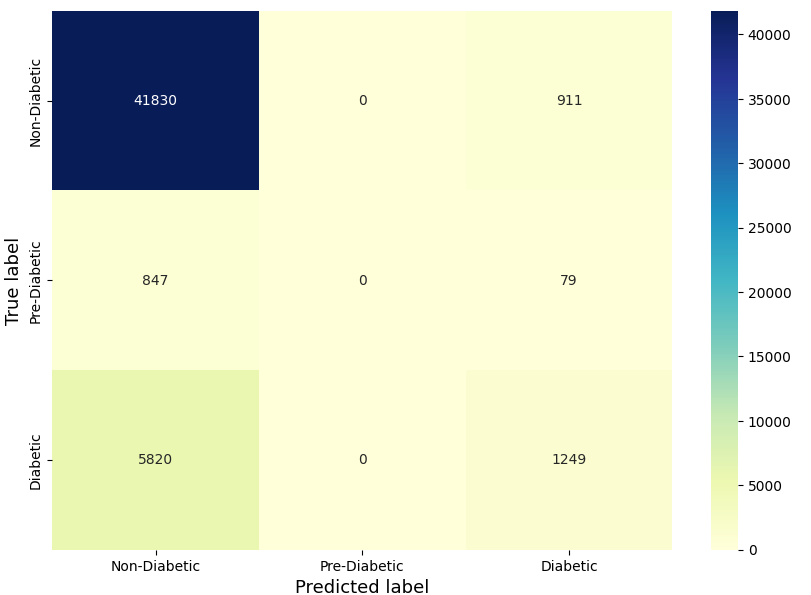 True label
Non-Diabetic
Pre-Diabetic
Diabetic
41830 0 911
847 0 79
5820 0 1249
Non-Diabetic Pre-Diabetic Diabetic
Predicted label
40000
35000
30000
25000
20000
15000
10000
5000
0